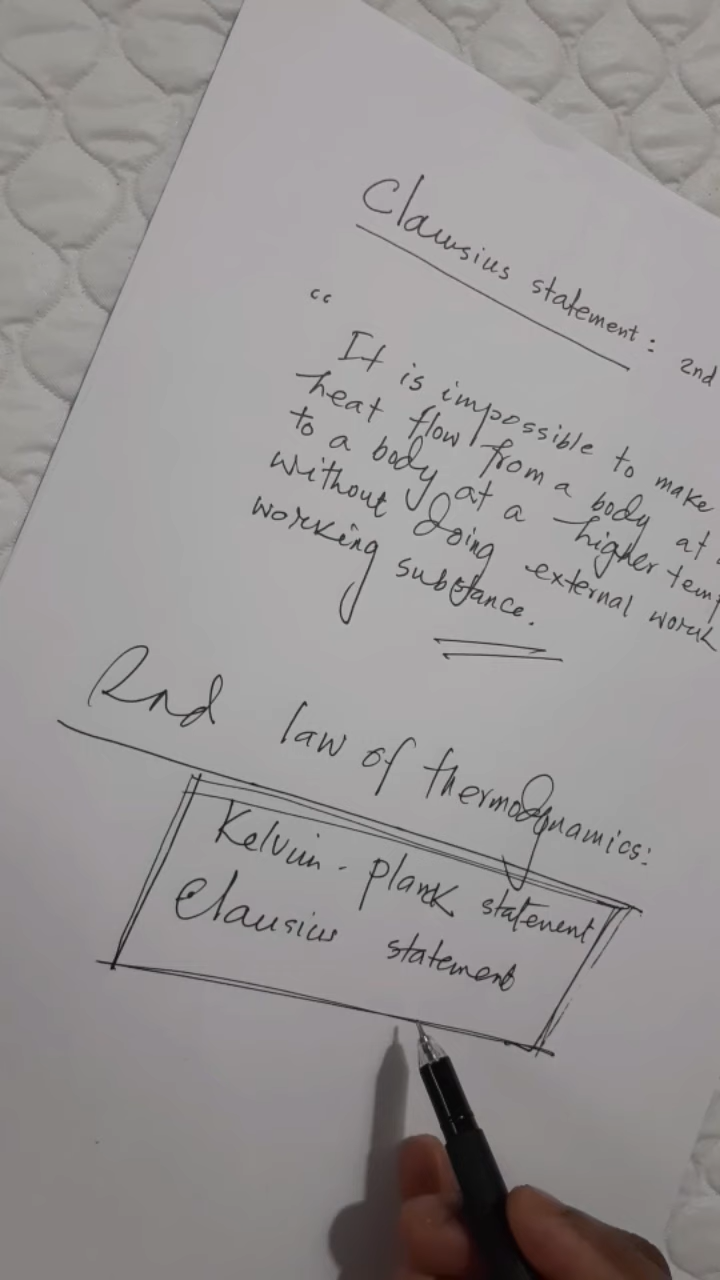 Clausius statement: 2nd
“
It is impossible to make
heat flow from a body at
to a body at a higher temp
without doing external work
working substance.
2nd law of thermodynamics:
Kelvin - plank statement
Clausius statement